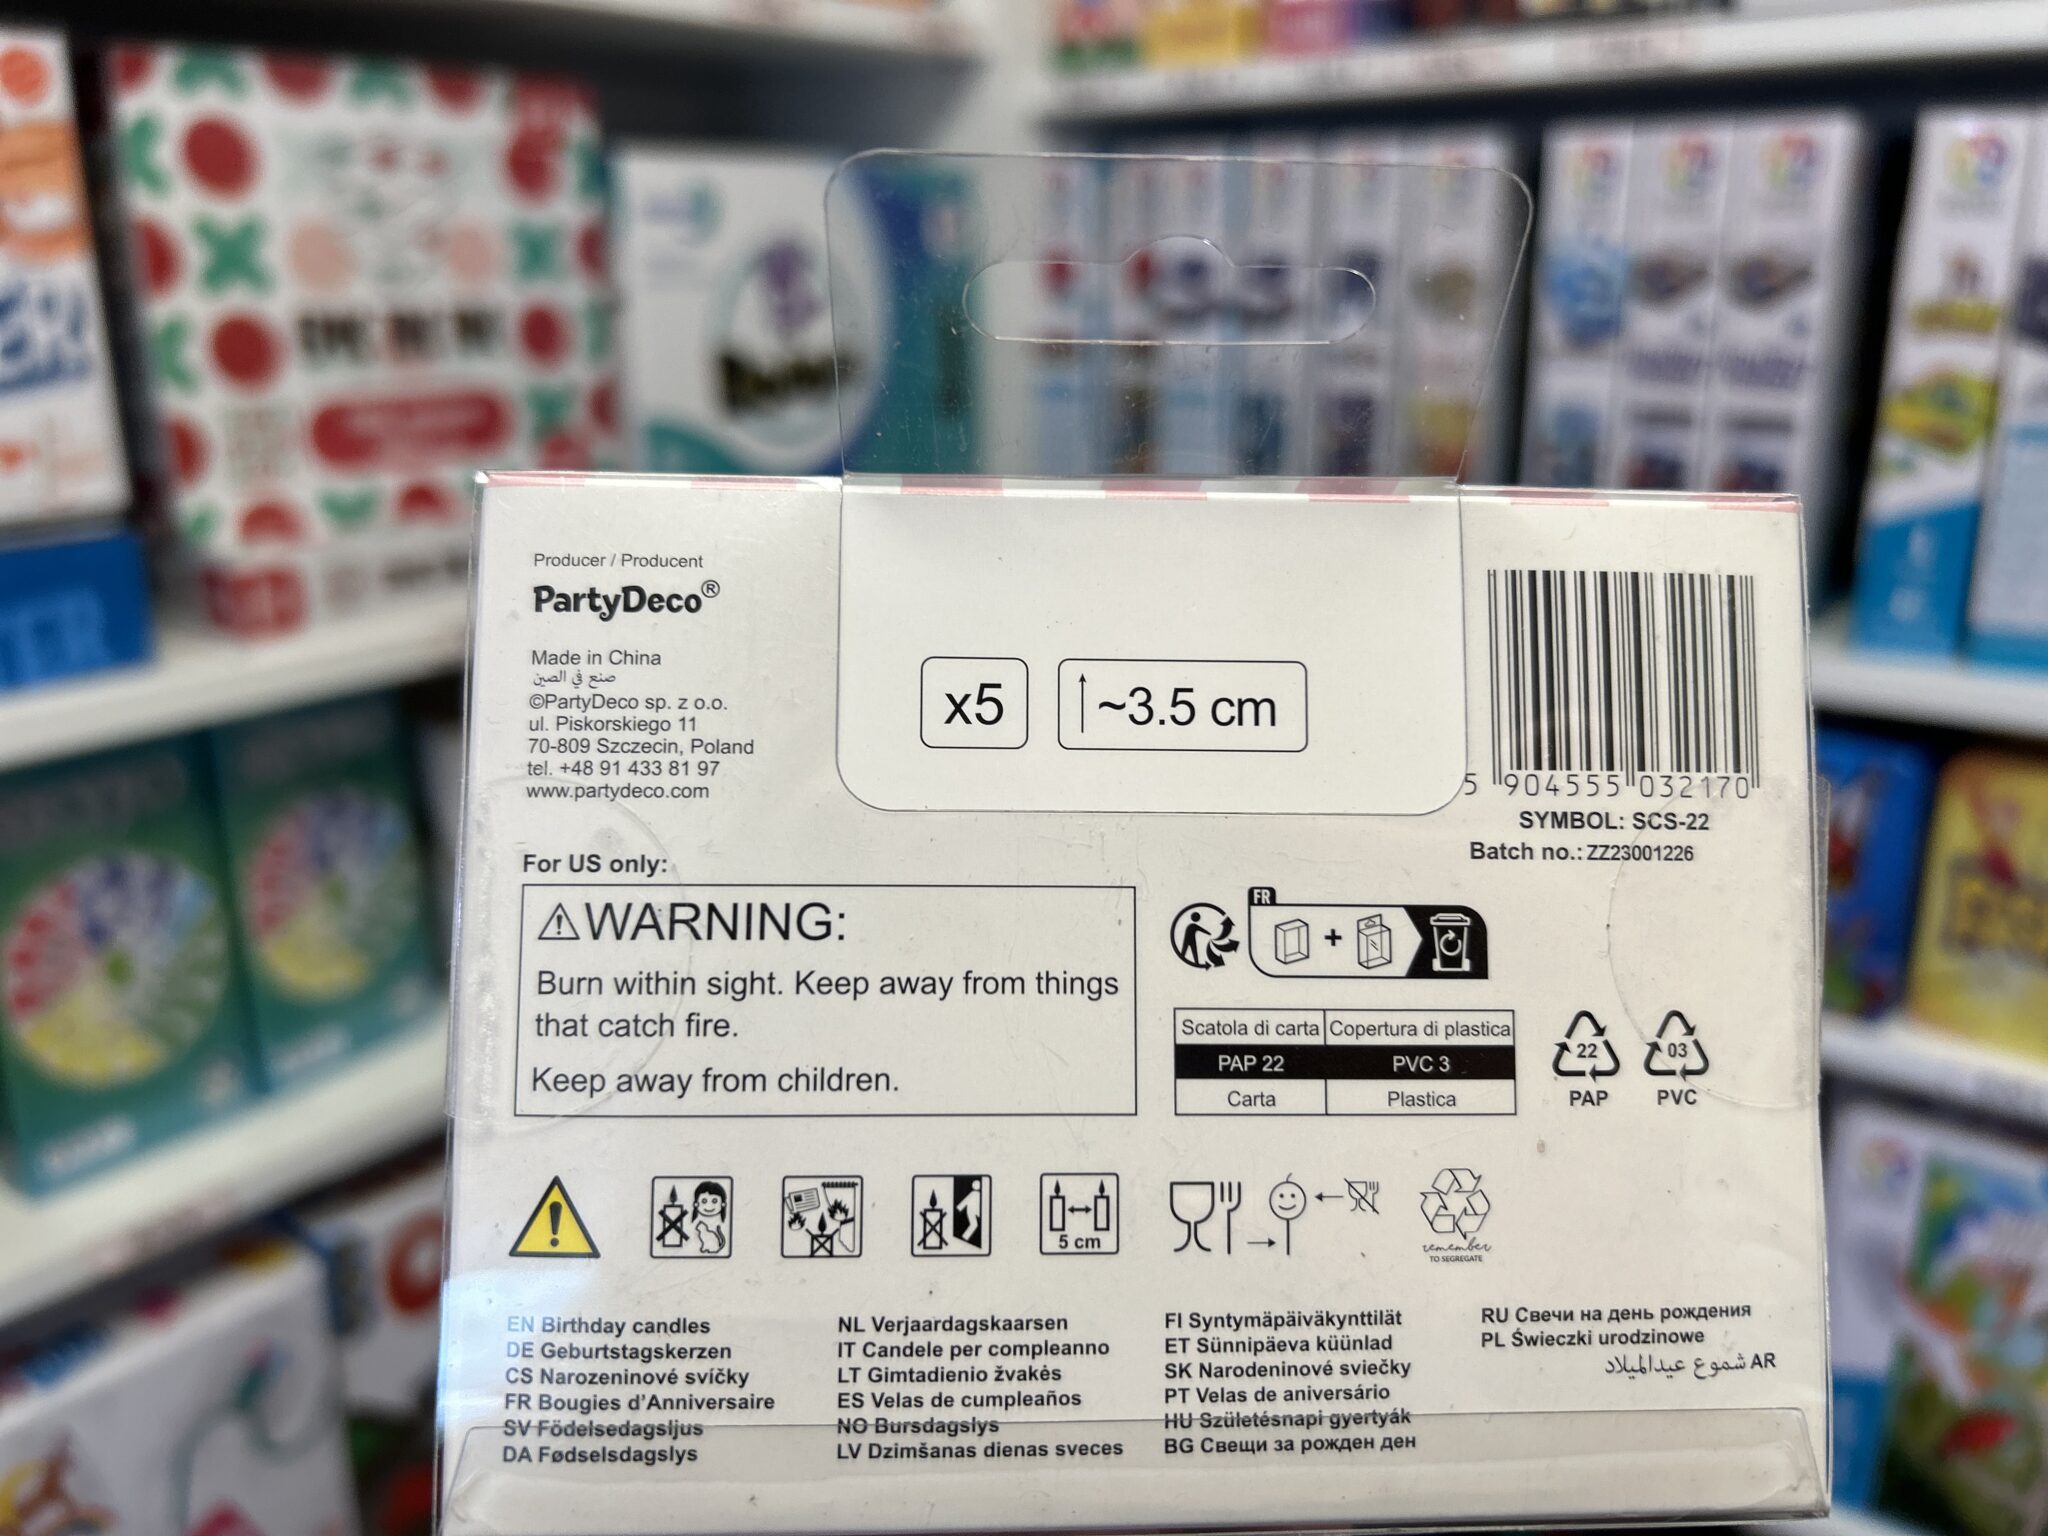 Producer / Producent
PartyDeco®
Made in China
صنع في الصين
©PartyDeco sp. z o.o.
ul. Piskorskiego 11
70-809 Szczecin, Poland
tel. +48 91 433 81 97
www.partydeco.com
x5
~3.5 cm
5 904555 032170
SYMBOL: SCS-22
Batch no.: ZZ23001226
For US only:
WARNING:
Burn within sight. Keep away from things
that catch fire.
Keep away from children.
FR
+
Scatola di carta Copertura di plastica
PAP 22 PVC 3
Carta Plastica
22 03
PAP PVC
5 cm
remember
TO SEGREGATE
EN Birthday candles
DE Geburtstagskerzen
CS Narozeninové svíčky
FR Bougies d'Anniversaire
SV Födelsedagsljus
DA Fødselsdagslys
NL Verjaardagskaarsen
IT Candele per compleanno
LT Gimtadienio žvakės
ES Velas de cumpleaños
NO Bursdagslys
LV Dzimšanas dienas sveces
FI Syntymäpäiväkynttilät
ET Sünnipäeva küünlad
SK Narodeninové sviečky
PT Velas de aniversário
HU Születésnapi gyertyák
BG Свещи за рожден ден
RU Свечи на день рождения
PL Świeczki urodzinowe
AR شموع عيدالميلاد